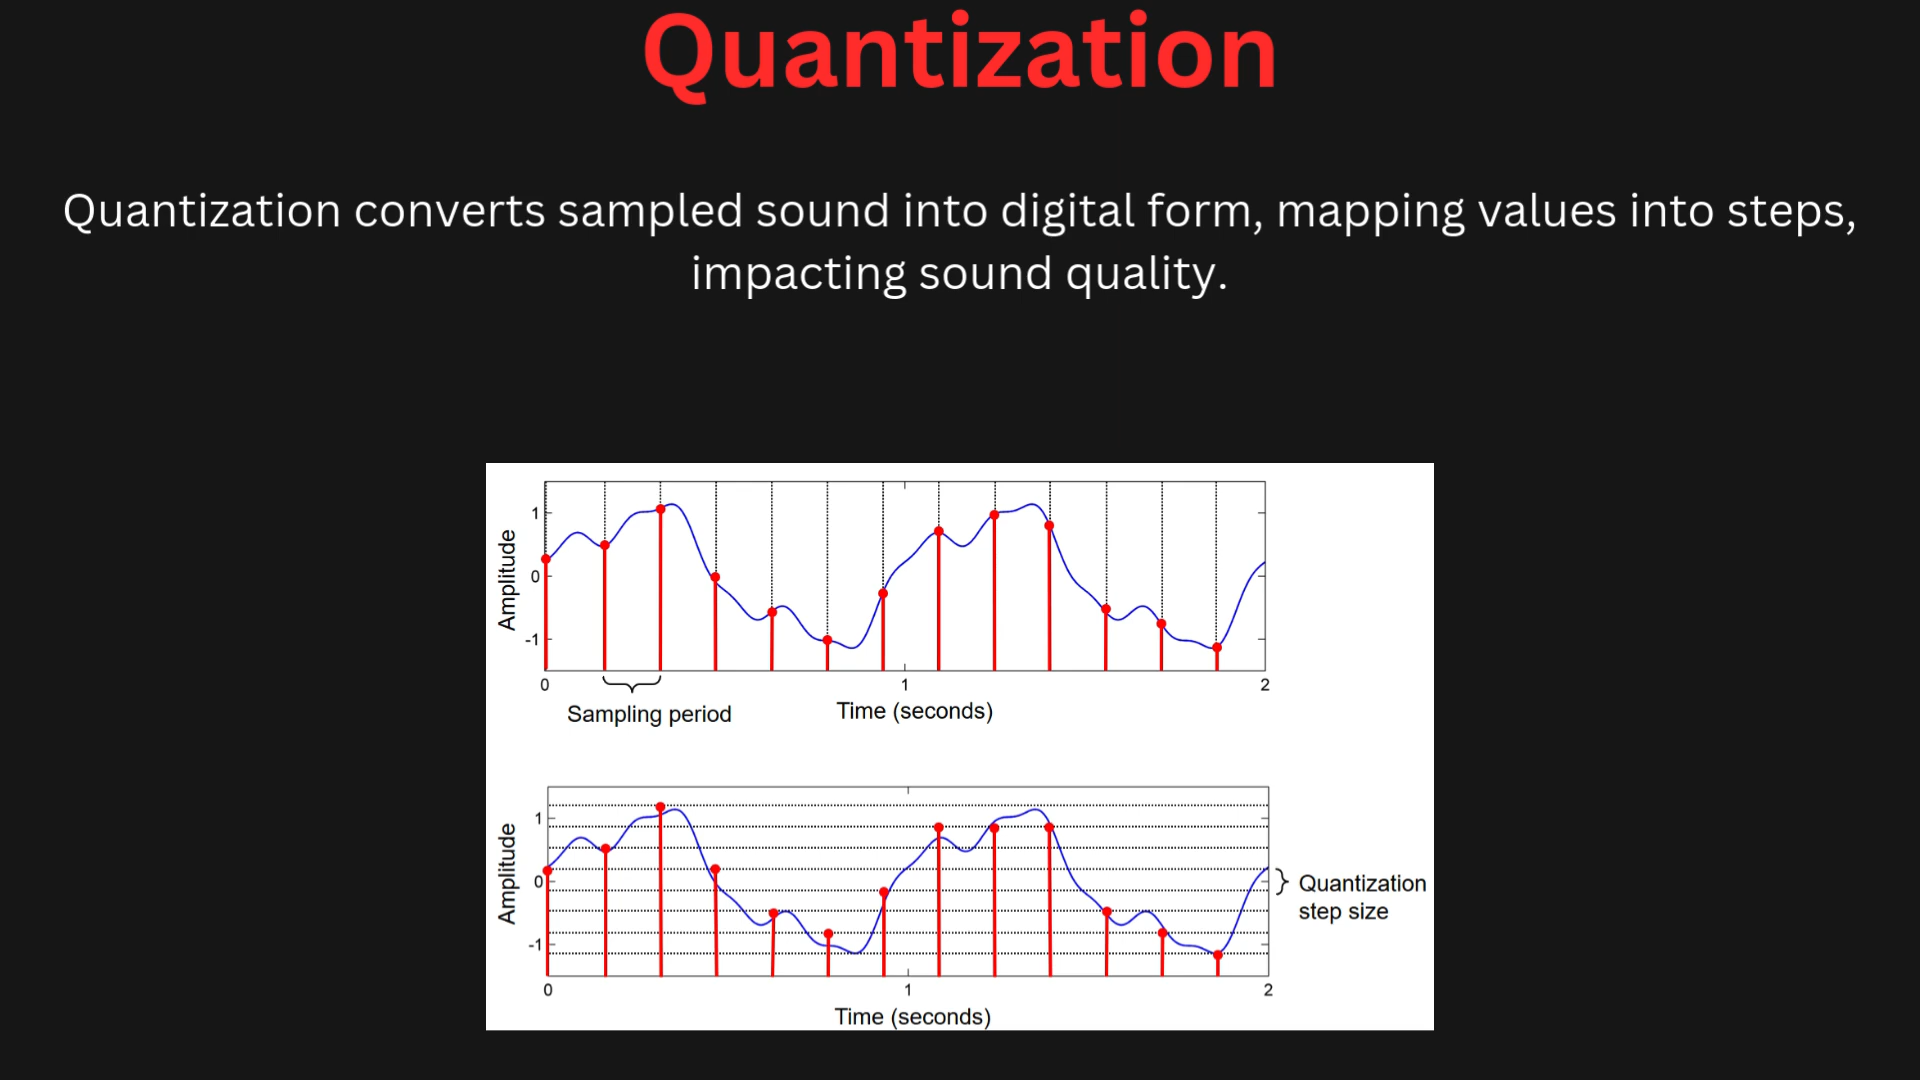 Quantization
Quantization converts sampled sound into digital form, mapping values into steps,
impacting sound quality.
Amplitude
1
0
-1
0
1
2
Sampling period
Time (seconds)
Amplitude
1
0
-1
Quantization
step size
0
1
2
Time (seconds)